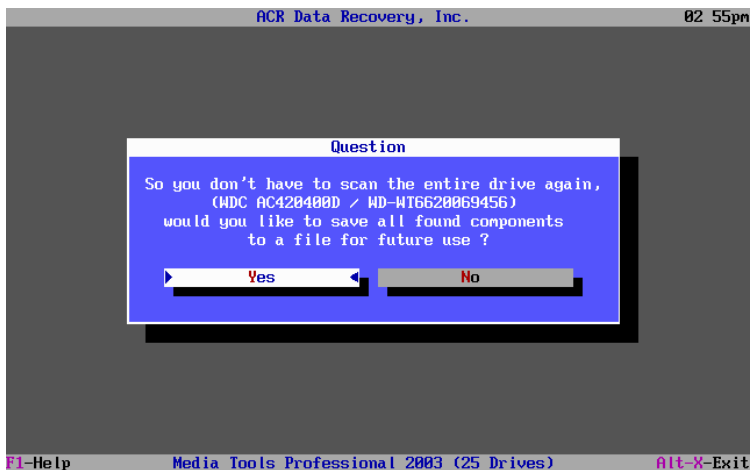 ACR Data Recovery, Inc. 02 55pm
Question
So you don't have to scan the entire drive again,
(WDC AC420400D / WD-WT6620069456)
would you like to save all found components
to a file for future use ?
Yes No
F1-Help Media Tools Professional 2003 (25 Drives) Alt-X-Exit